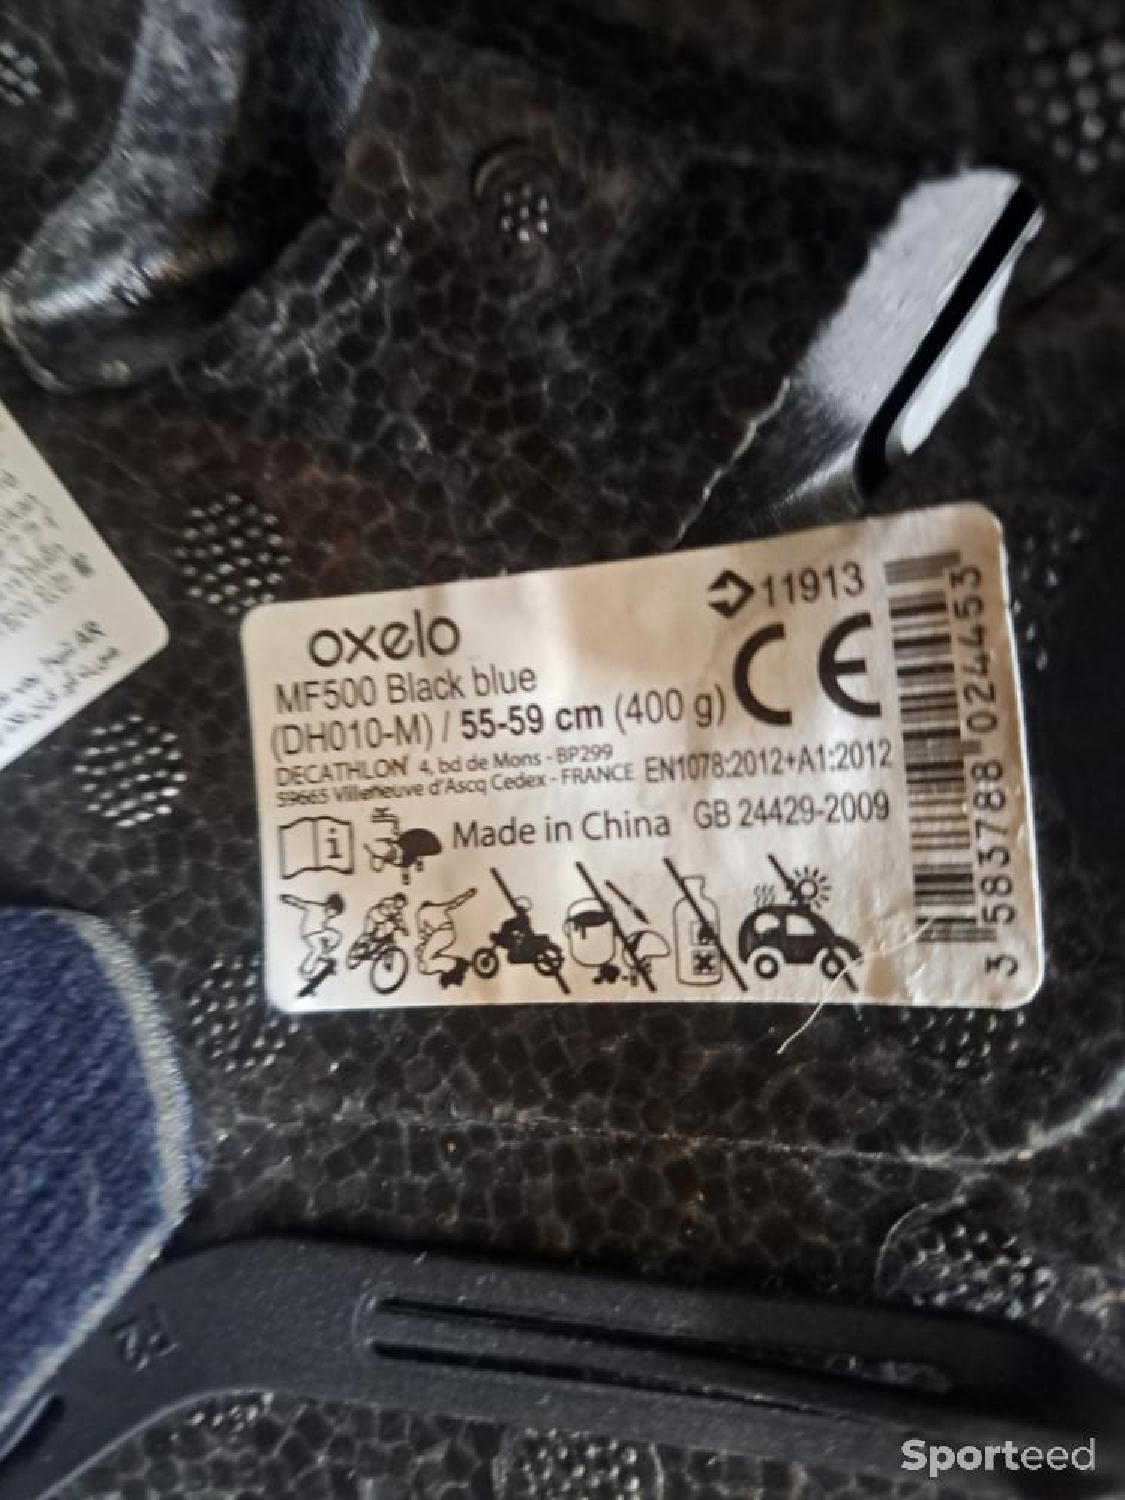 oxelo
11913
MF500 Black blue
(DH010-M) / 55-59 cm (400 g)
CE
DECATHLON 4, bd de Mons - BP299
59665 Villeneuve d'Ascq Cedex - FRANCE
EN1078:2012+A1:2012
Made in China
GB 24429-2009
3 583788 024453
Sporteed